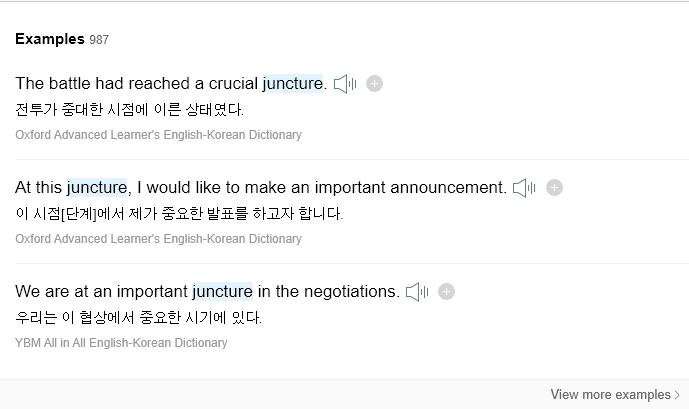 Examples 987
The battle had reached a crucial juncture.
전투가 중대한 시점에 이른 상태였다.
Oxford Advanced Learner's English-Korean Dictionary
At this juncture, I would like to make an important announcement.
이 시점[단계]에서 제가 중요한 발표를 하고자 합니다.
Oxford Advanced Learner's English-Korean Dictionary
We are at an important juncture in the negotiations.
우리는 이 협상에서 중요한 시기에 있다.
YBM All in All English-Korean Dictionary
View more examples